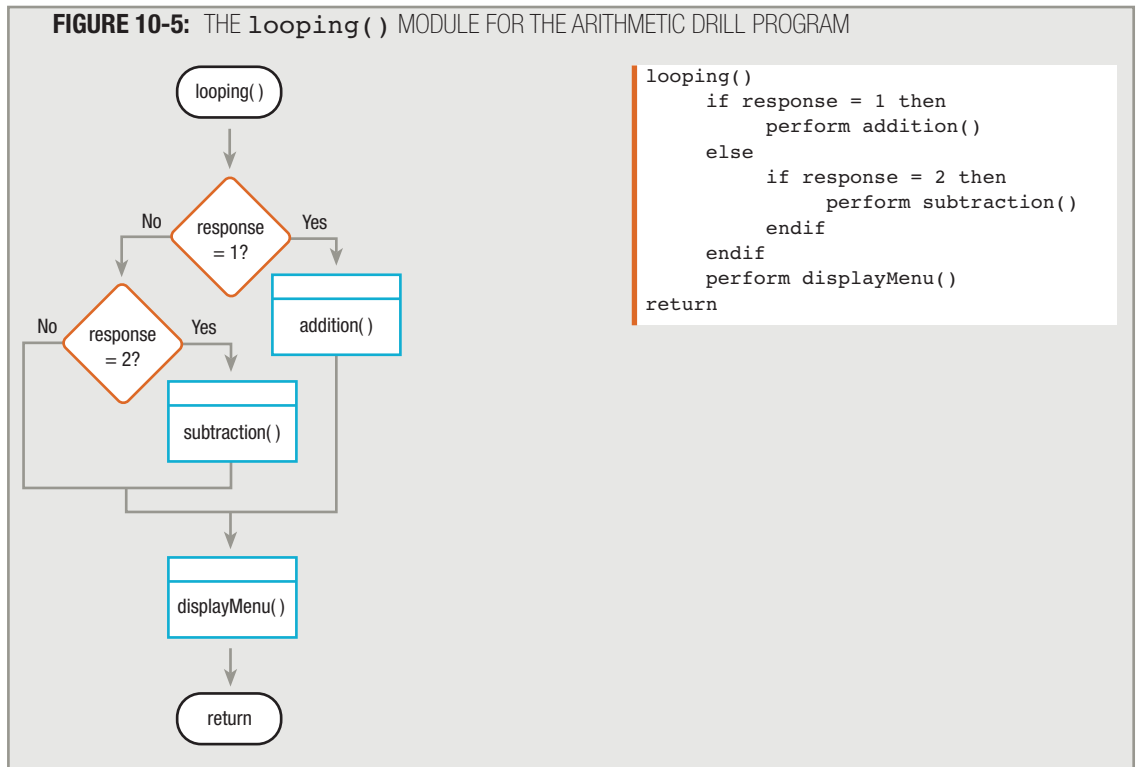 FIGURE 10-5: THE looping() MODULE FOR THE ARITHMETIC DRILL PROGRAM
looping( )
response
= 1?
No
Yes
addition( )
response
= 2?
No
Yes
subtraction( )
displayMenu( )
return
looping()
if response = 1 then
perform addition()
else
if response = 2 then
perform subtraction()
endif
endif
perform displayMenu()
return